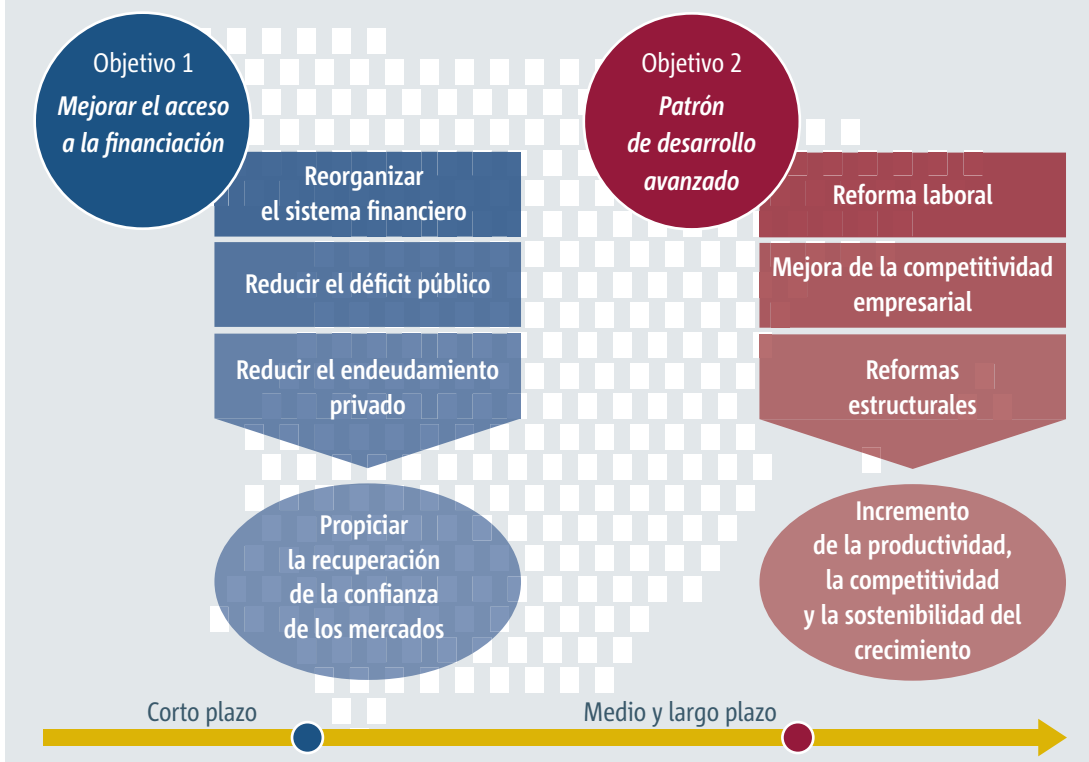 Objetivo 1
Mejorar el acceso
a la financiación
Reorganizar
el sistema financiero
Reducir el déficit público
Reducir el endeudamiento
privado
Propiciar
la recuperación
de la confianza
de los mercados
Objetivo 2
Patrón
de desarrollo
avanzado
Reforma laboral
Mejora de la competitividad
empresarial
Reformas
estructurales
Incremento
de la productividad,
la competitividad
y la sostenibilidad del
crecimiento
Corto plazo
Medio y largo plazo